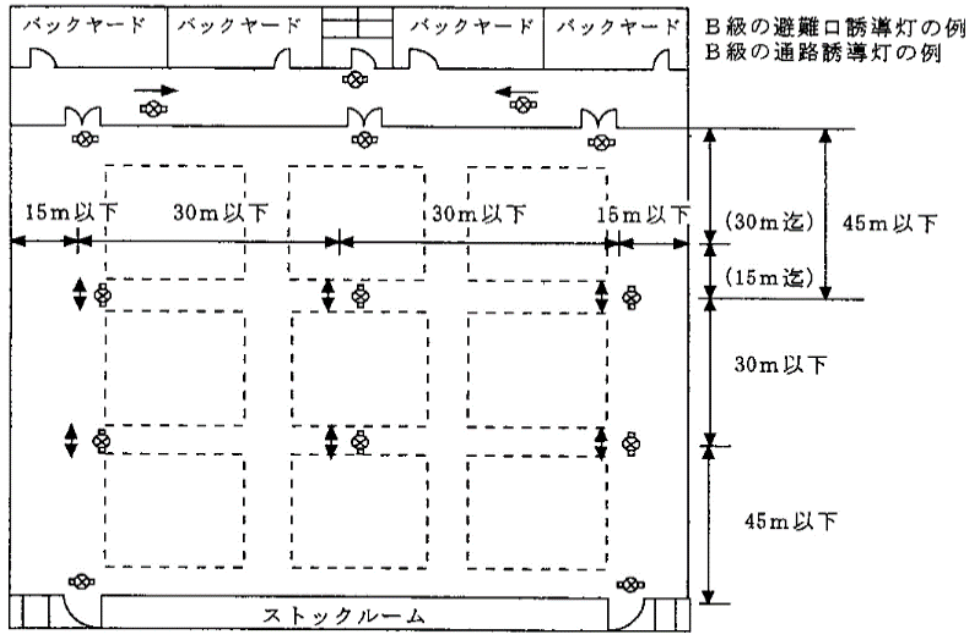 バックヤード
バックヤード
バックヤード
バックヤード
B級の避難口誘導灯の例
B級の通路誘導灯の例
15m以下
30m以下
30m以下
15m以下
(30m迄)
45m以下
(15m迄)
30m以下
45m以下
ストックルーム